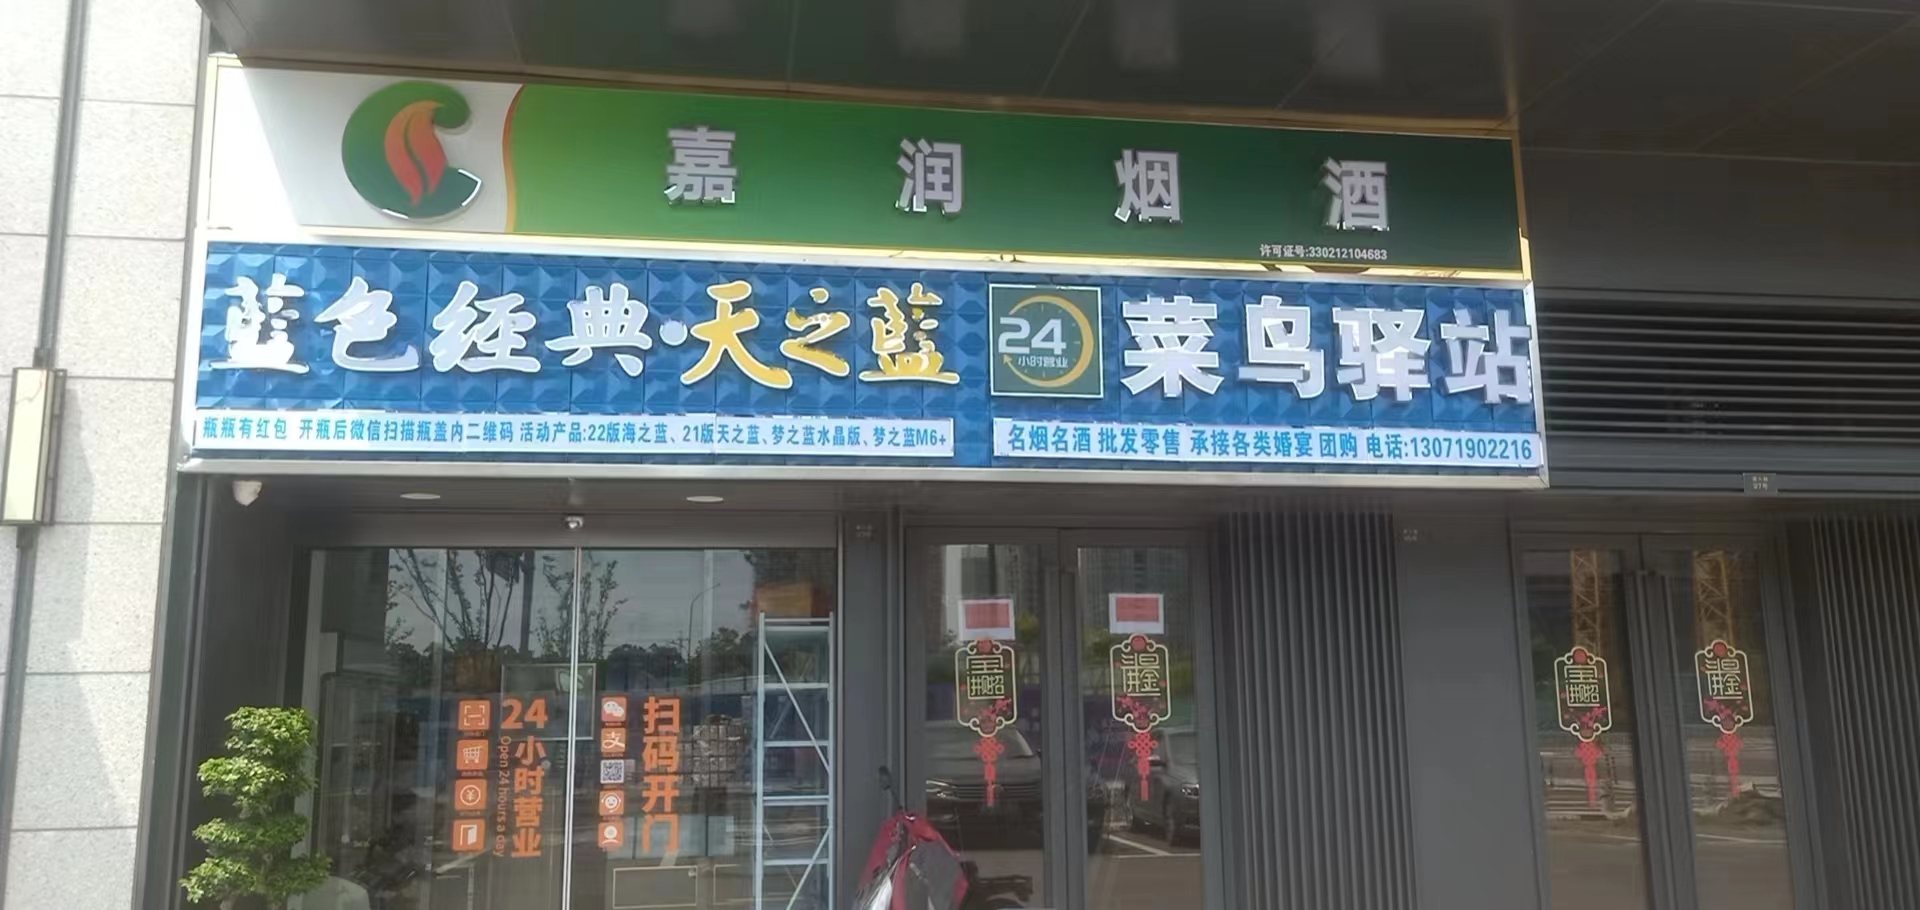 嘉润烟酒
许可证号:330212104683
藍色经典·天之藍
24
小时营业
菜鸟驿站
瓶瓶有红包 开瓶后微信扫描瓶盖内二维码 活动产品:22版海之蓝、21版天之蓝、梦之蓝水晶版、梦之蓝M6+
名烟名酒 批发零售 承接各类婚宴 团购 电话:13071902216
24小时营业
Open 24 hours a day
扫码开门
支